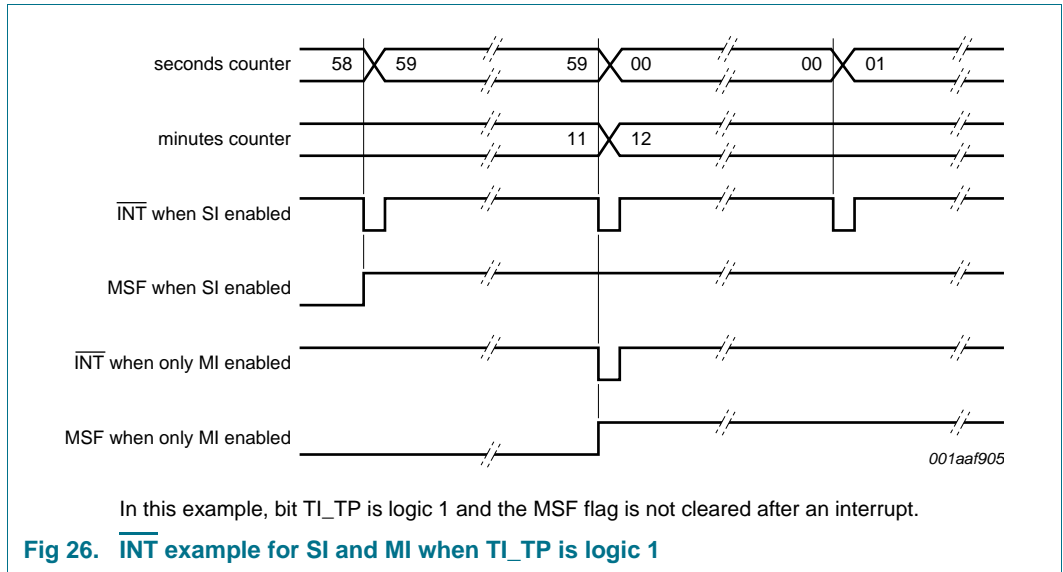 seconds counter 58 59 59 00 00 01
minutes counter 11 12
INT when SI enabled
MSF when SI enabled
INT when only MI enabled
MSF when only MI enabled
001aaf905
In this example, bit TI_TP is logic 1 and the MSF flag is not cleared after an interrupt.
Fig 26. INT example for SI and MI when TI_TP is logic 1